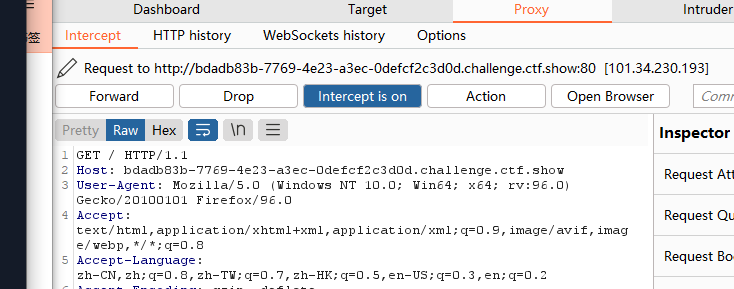 Dashboard Target Proxy Intruder
签
Intercept HTTP history WebSockets history Options
Request to http://bdadb83b-7769-4e23-a3ec-0defcf2c3d0d.challenge.ctf.show:80 [101.34.230.193]
Forward Drop Intercept is on Action Open Browser Comm
Pretty Raw Hex \n Inspector
1 GET / HTTP/1.1
2 Host: bdadb83b-7769-4e23-a3ec-0defcf2c3d0d.challenge.ctf.show
3 User-Agent: Mozilla/5.0 (Windows NT 10.0; Win64; x64; rv:96.0)
Gecko/20100101 Firefox/96.0
4 Accept:
text/html,application/xhtml+xml,application/xml;q=0.9,image/avif,imag
e/webp,*/*;q=0.8
5 Accept-Language:
zh-CN,zh;q=0.8,zh-TW;q=0.7,zh-HK;q=0.5,en-US;q=0.3,en;q=0.2
6 Accept-Encoding: gzip, deflate
Request Att
Request Qu
Request Bo